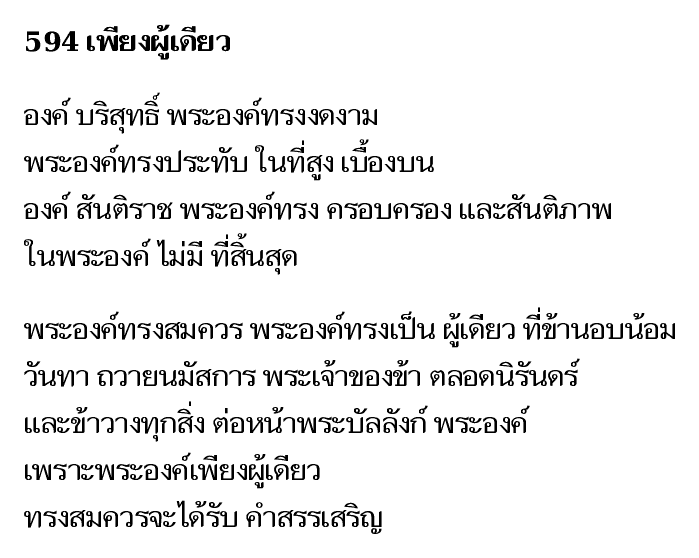 594 เพียงผู้เดียว
องค์ บริสุทธิ์ พระองค์ทรงงดงาม
พระองค์ทรงประทับ ในที่สูง เบื้องบน
องค์ สันติราช พระองค์ทรง ครอบครอง และสันติภาพ
ในพระองค์ ไม่มี ที่สิ้นสุด
พระองค์ทรงสมควร พระองค์ทรงเป็น ผู้เดียว ที่ข้านอบน้อม
วันทา ถวายนมัสการ พระเจ้าของข้า ตลอดนิรันดร์
และข้าวางทุกสิ่ง ต่อหน้าพระบัลลังก์ พระองค์
เพราะพระองค์เพียงผู้เดียว
ทรงสมควรจะได้รับ คำสรรเสริญ